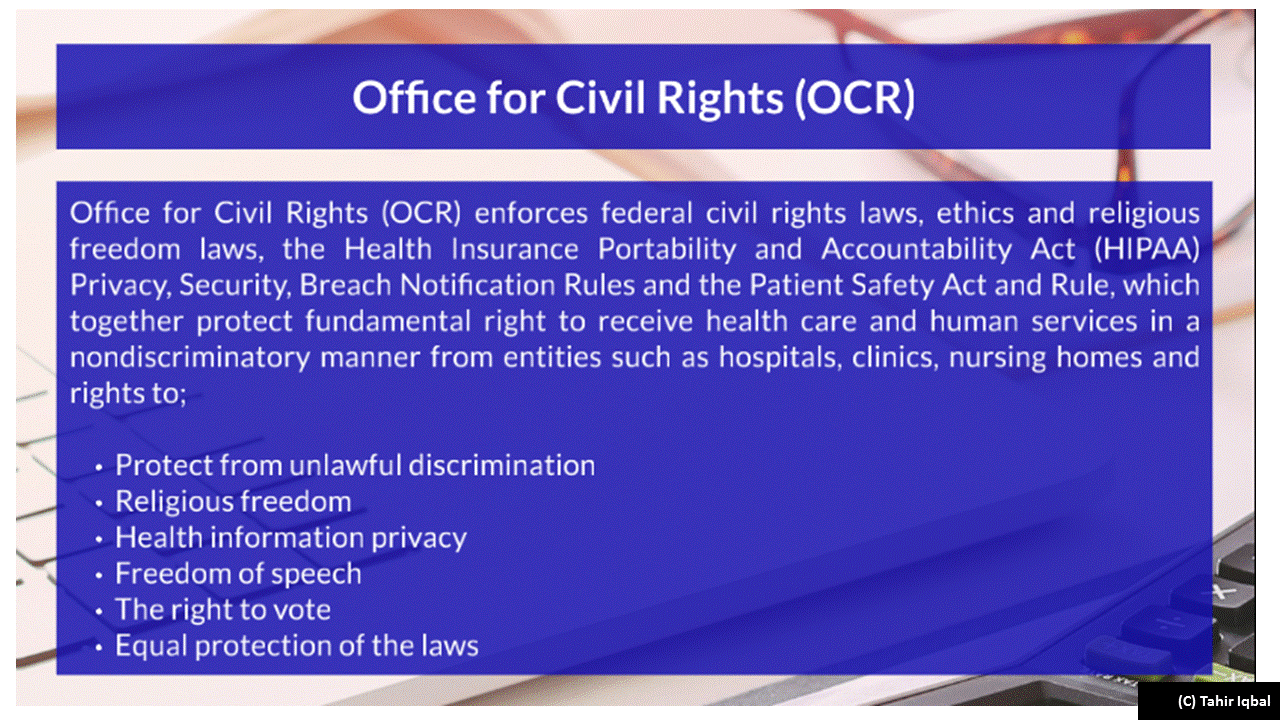 Office for Civil Rights (OCR)
Office for Civil Rights (OCR) enforces federal civil rights laws, ethics and religious
freedom laws, the Health Insurance Portability and Accountability Act (HIPAA)
Privacy, Security, Breach Notification Rules and the Patient Safety Act and Rule, which
together protect fundamental right to receive health care and human services in a
nondiscriminatory manner from entities such as hospitals, clinics, nursing homes and
rights to;
• Protect from unlawful discrimination
• Religious freedom
• Health information privacy
• Freedom of speech
• The right to vote
• Equal protection of the laws
(C) Tahir Iqbal